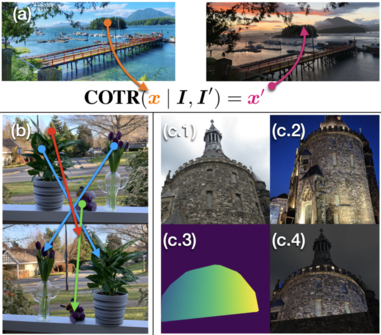 (a)
COTR(x | I, I′) = x′
(b)
(c.1)
(c.2)
(c.3)
(c.4)